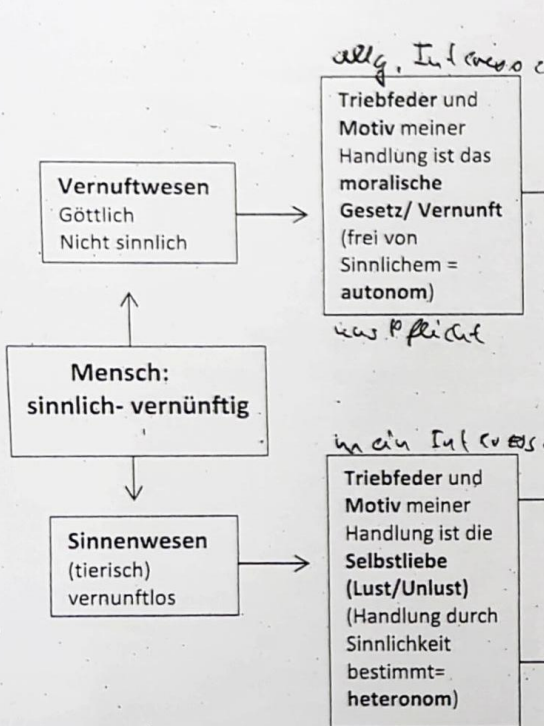 allg. Interesse
Triebfeder und
Motiv meiner
Handlung ist das
moralische
Gesetz/ Vernunft
(frei von
Sinnlichem =
autonom)
aus Pflicht
Vernuftwesen
Göttlich
Nicht sinnlich
Mensch:
sinnlich- vernünftig
mein Interess
Triebfeder und
Motiv meiner
Handlung ist die
Selbstliebe
(Lust/Unlust)
(Handlung durch
Sinnlichkeit
bestimmt=
heteronom)
Sinnenwesen
(tierisch)
vernunftlos